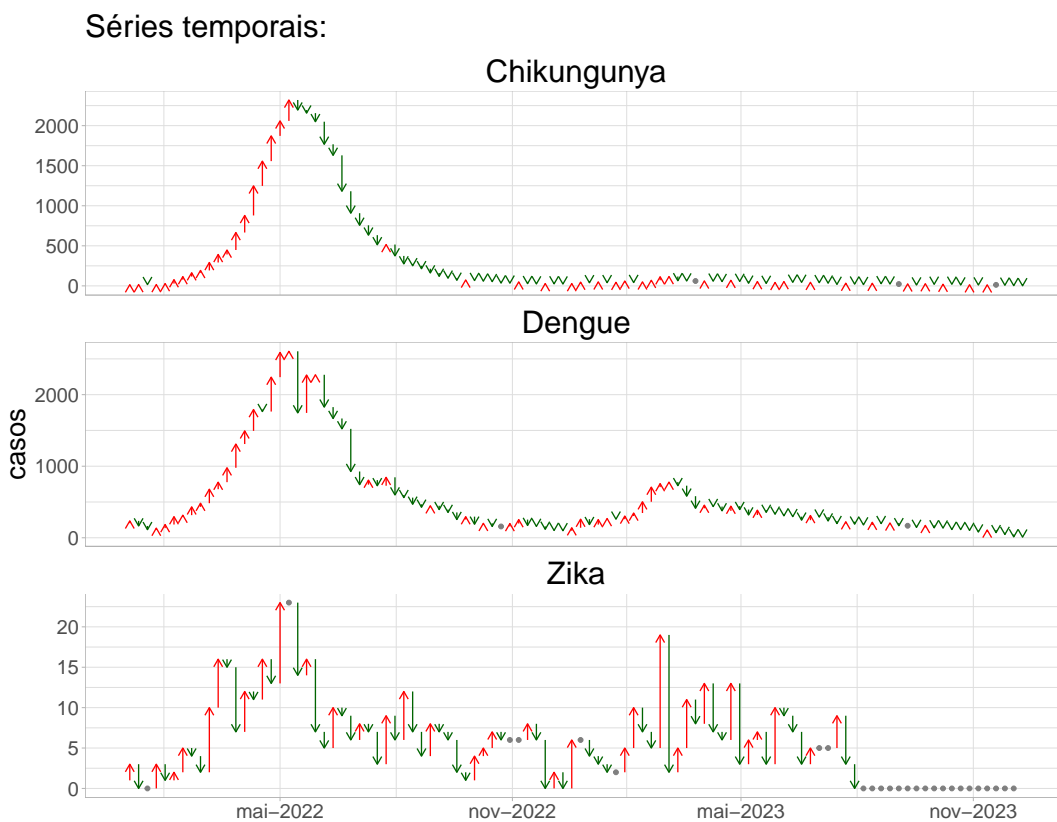 Séries temporais:
Chikungunya
2000
1500
1000
500
0
Dengue
casos
2000
1000
0
Zika
20
15
10
5
0
mai−2022 nov−2022 mai−2023 nov−2023